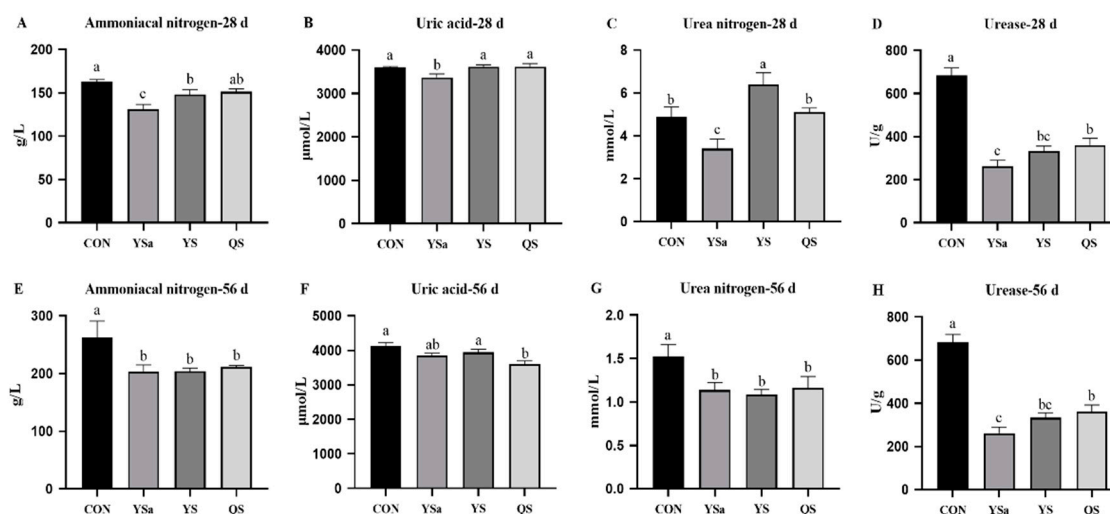 A Ammoniacal nitrogen-28 d
200
150
100
50
0
g/L
a
c
b
ab
CON YSa YS QS
B Uric acid-28 d
4000
3000
2000
1000
0
μmol/L
a
b
a
a
CON YSa YS QS
C Urea nitrogen-28 d
8
6
4
2
0
mmol/L
b
c
a
b
CON YSa YS QS
D Urease-28 d
800
600
400
200
0
U/g
a
c
bc
b
CON YSa YS QS
E Ammoniacal nitrogen-56 d
300
200
100
0
g/L
a
b
b
b
CON YSa YS QS
F Uric acid-56 d
5000
4000
3000
2000
1000
0
μmol/L
a
ab
a
b
CON YSa YS QS
G Urea nitrogen-56 d
2.0
1.5
1.0
0.5
0.0
mmol/L
a
b
b
b
CON YSa YS QS
H Urease-56 d
800
600
400
200
0
U/g
a
c
bc
b
CON YSa YS QS